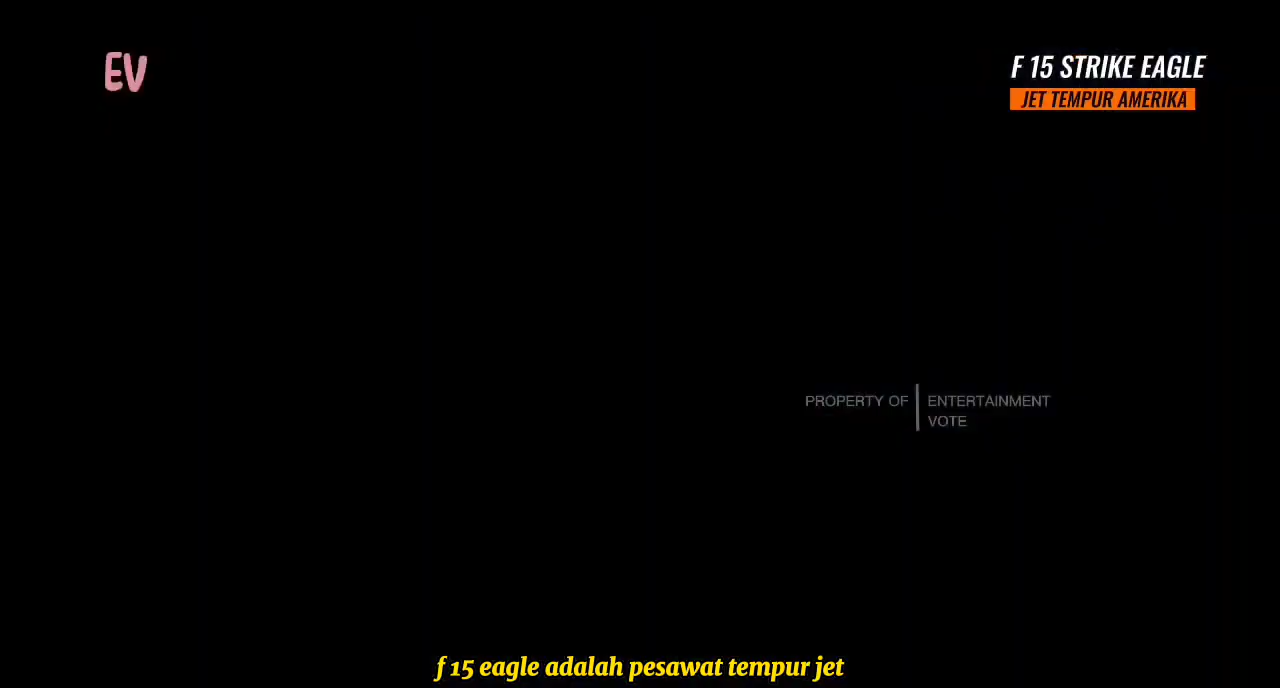 EV
F 15 STRIKE EAGLE
JET TEMPUR AMERIKA
PROPERTY OF
ENTERTAINMENT
VOTE
f 15 eagle adalah pesawat tempur jet